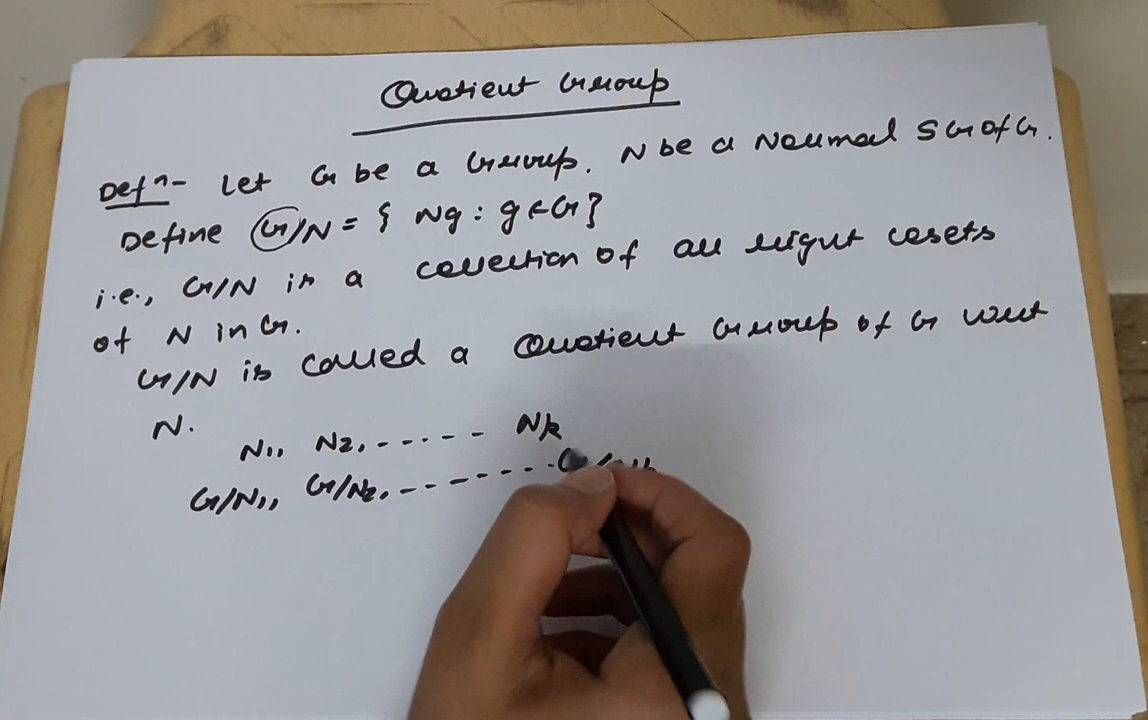 Quotient Group
Defn- Let G be a Group. N be a Normal SG of G.
Define G/N = { Ng : g ∈ G }
i.e., G/N is a collection of all right cosets
of N in G.
G/N is called a Quotient Group of G wrt
N.
N1, N2, ------ Nk
G/N1, G/N2, --------